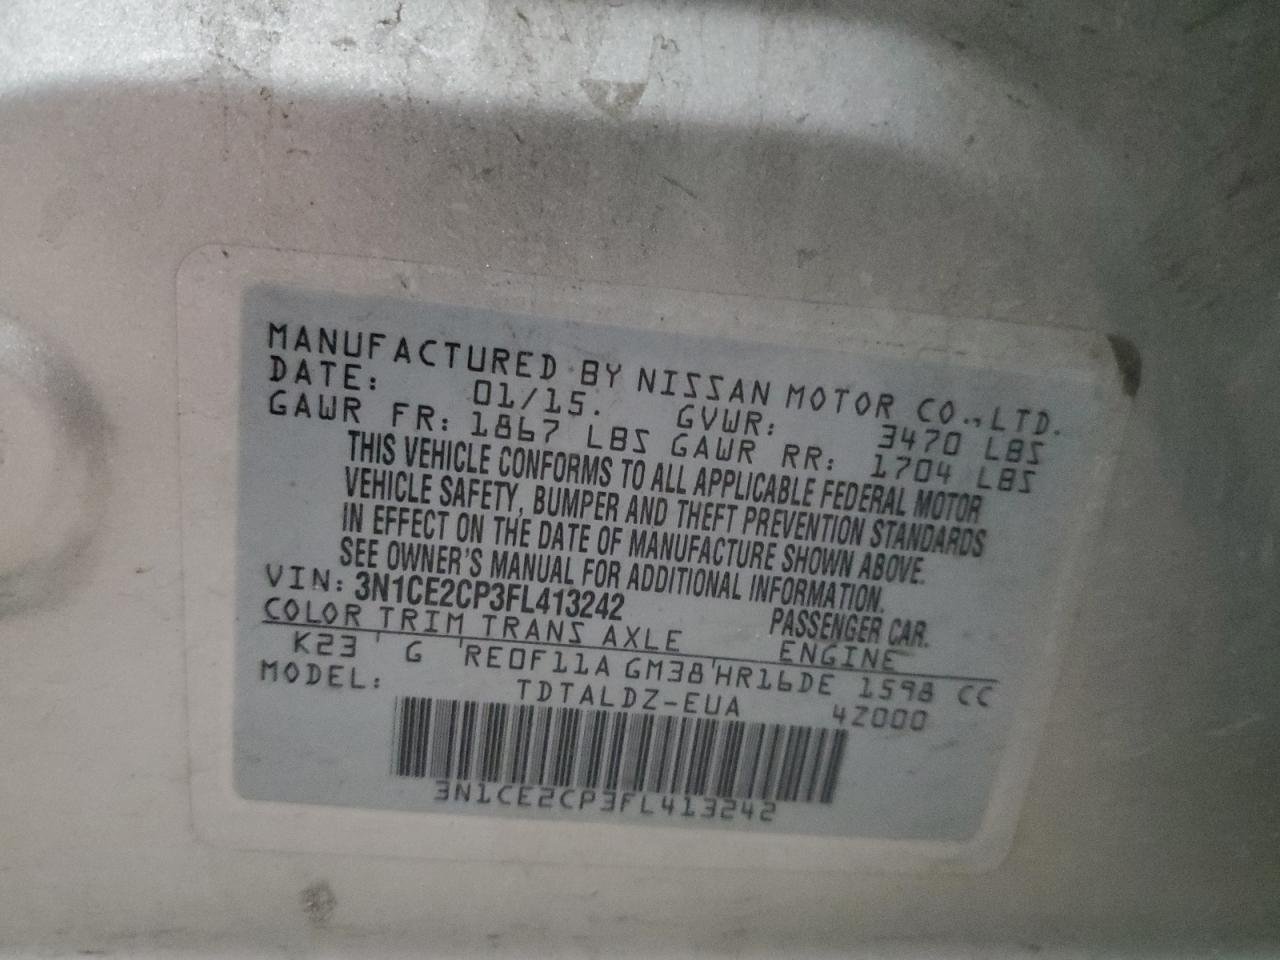 MANUFACTURED BY NISSAN MOTOR CO.,LTD.
DATE: 01/15. GVWR: 3470 LBS
GAWR FR: 1867 LBS GAWR RR: 1704 LBS
THIS VEHICLE CONFORMS TO ALL APPLICABLE FEDERAL MOTOR
VEHICLE SAFETY, BUMPER AND THEFT PREVENTION STANDARDS
IN EFFECT ON THE DATE OF MANUFACTURE SHOWN ABOVE.
SEE OWNER'S MANUAL FOR ADDITIONAL INFORMATION.
VIN: 3N1CE2CP3FL413242 PASSENGER CAR.
COLOR TRIM TRANS AXLE ENGINE
K23 ' G 'RE0F11A GM38'HR16DE 1598 CC
MODEL: TDTALDZ-EUA 4Z000
3N1CE2CP3FL413242